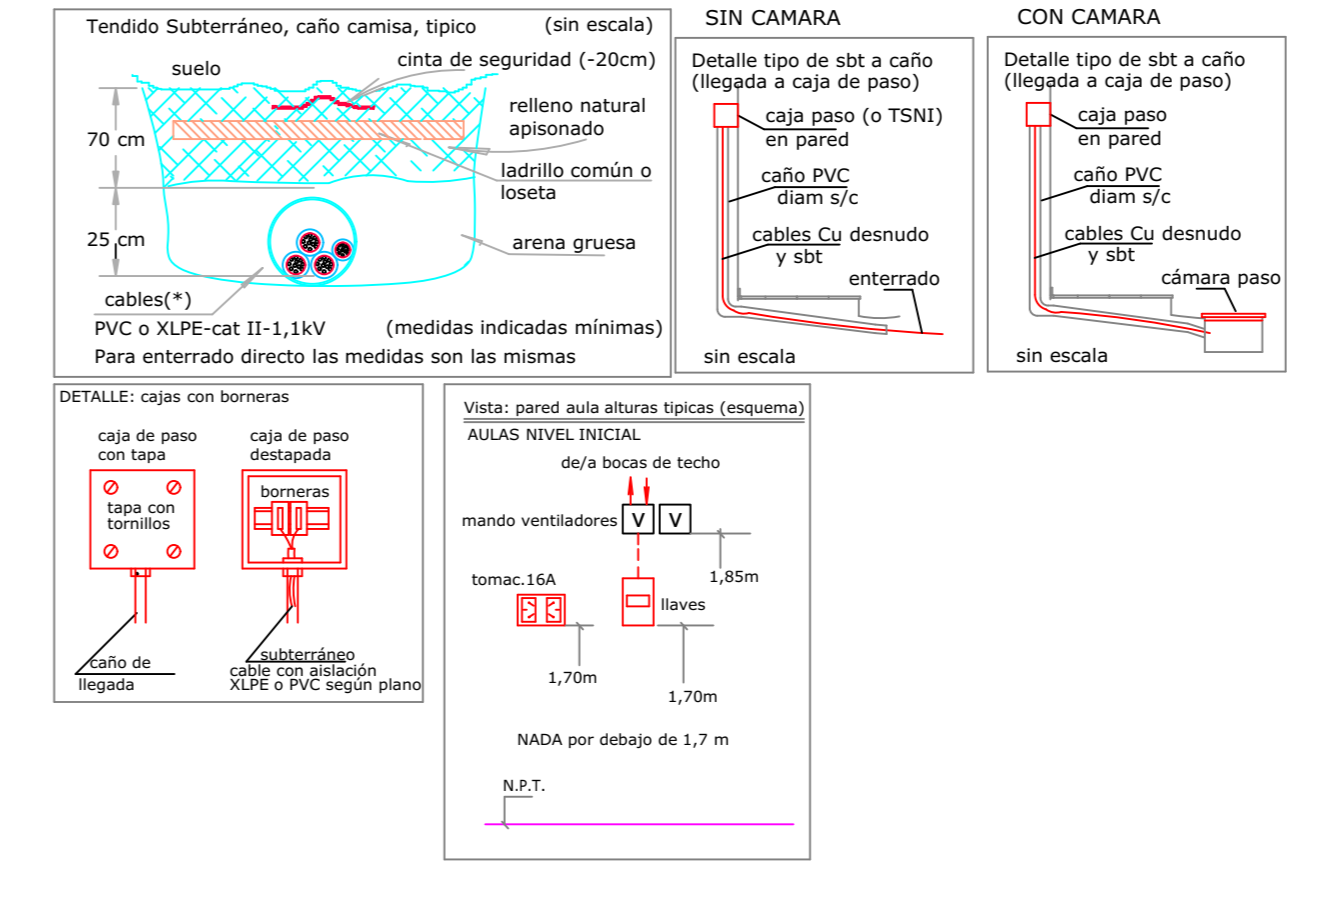 Tendido Subterráneo, caño camisa, tipico
(sin escala)
suelo
cinta de seguridad (-20cm)
relleno natural
apisonado
70 cm
ladrillo común o
loseta
25 cm
arena gruesa
cables(*)
PVC o XLPE-cat II-1,1kV
(medidas indicadas mínimas)
Para enterrado directo las medidas son las mismas
SIN CAMARA
Detalle tipo de sbt a caño
(llegada a caja de paso)
caja paso (o TSNI)
en pared
caño PVC
diam s/c
cables Cu desnudo
y sbt
enterrado
sin escala
CON CAMARA
Detalle tipo de sbt a caño
(llegada a caja de paso)
caja paso
en pared
caño PVC
diam s/c
cables Cu desnudo
y sbt
cámara paso
sin escala
DETALLE: cajas con borneras
caja de paso
con tapa
tapa con
tornillos
caño de
llegada
caja de paso
destapada
borneras
subterráneo
cable con aislación
XLPE o PVC según plano
Vista: pared aula alturas tipicas (esquema)
AULAS NIVEL INICIAL
de/a bocas de techo
mando ventiladores
V
V
1,85m
tomac.16A
llaves
1,70m
1,70m
NADA por debajo de 1,7 m
N.P.T.